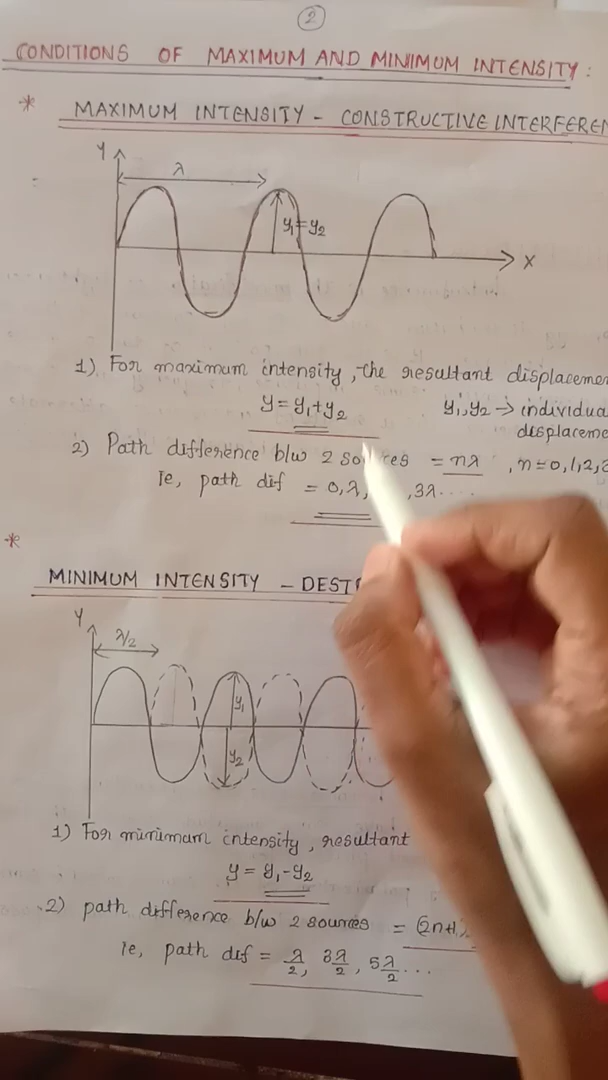 2
CONDITIONS OF MAXIMUM AND MINIMUM INTENSITY :
* MAXIMUM INTENSITY - CONSTRUCTIVE INTERFEREN
Y
λ
y₁=y₂
X
1) For maximum intensity, the resultant displacemen
y = y₁+y₂ y₁,y₂ → individua
displaceme
2) Path difference b/w 2 sources = nλ , n=0,1,2,3
Ie, path dif = 0,λ, ,3λ....
*
MINIMUM INTENSITY - DEST
Y
λ/2
y₁
y₂
1) For minimum intensity, resultant
y = y₁-y₂
2) path difference b/w 2 sources = (2n+1)
Ie, path dif = λ/2, 3λ/2, 5λ/2 ...